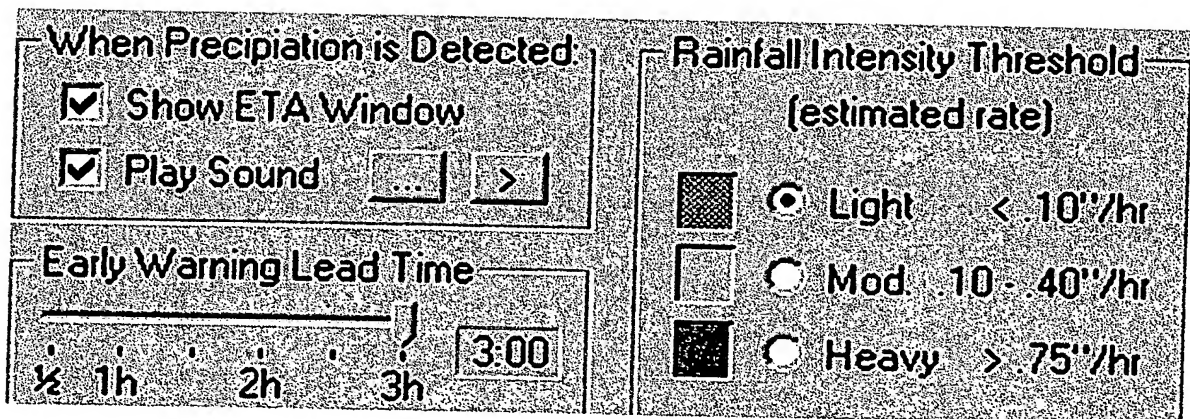 When Precipiation is Detected:
Show ETA Window
Play Sound ... >
Early Warning Lead Time
3:00
½ 1h 2h 3h
Rainfall Intensity Threshold
(estimated rate)
Light < .10"/hr
Mod. .10 - .40"/hr
Heavy > .75"/hr